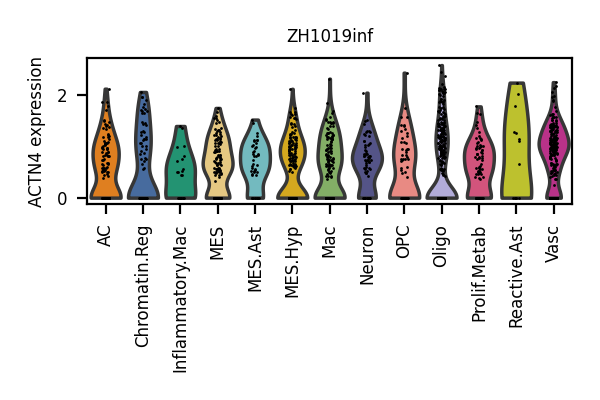 ZH1019inf
ACTN4 expression
2
0
AC
Chromatin.Reg
Inflammatory.Mac
MES
MES.Ast
MES.Hyp
Mac
Neuron
OPC
Oligo
Prolif.Metab
Reactive.Ast
Vasc